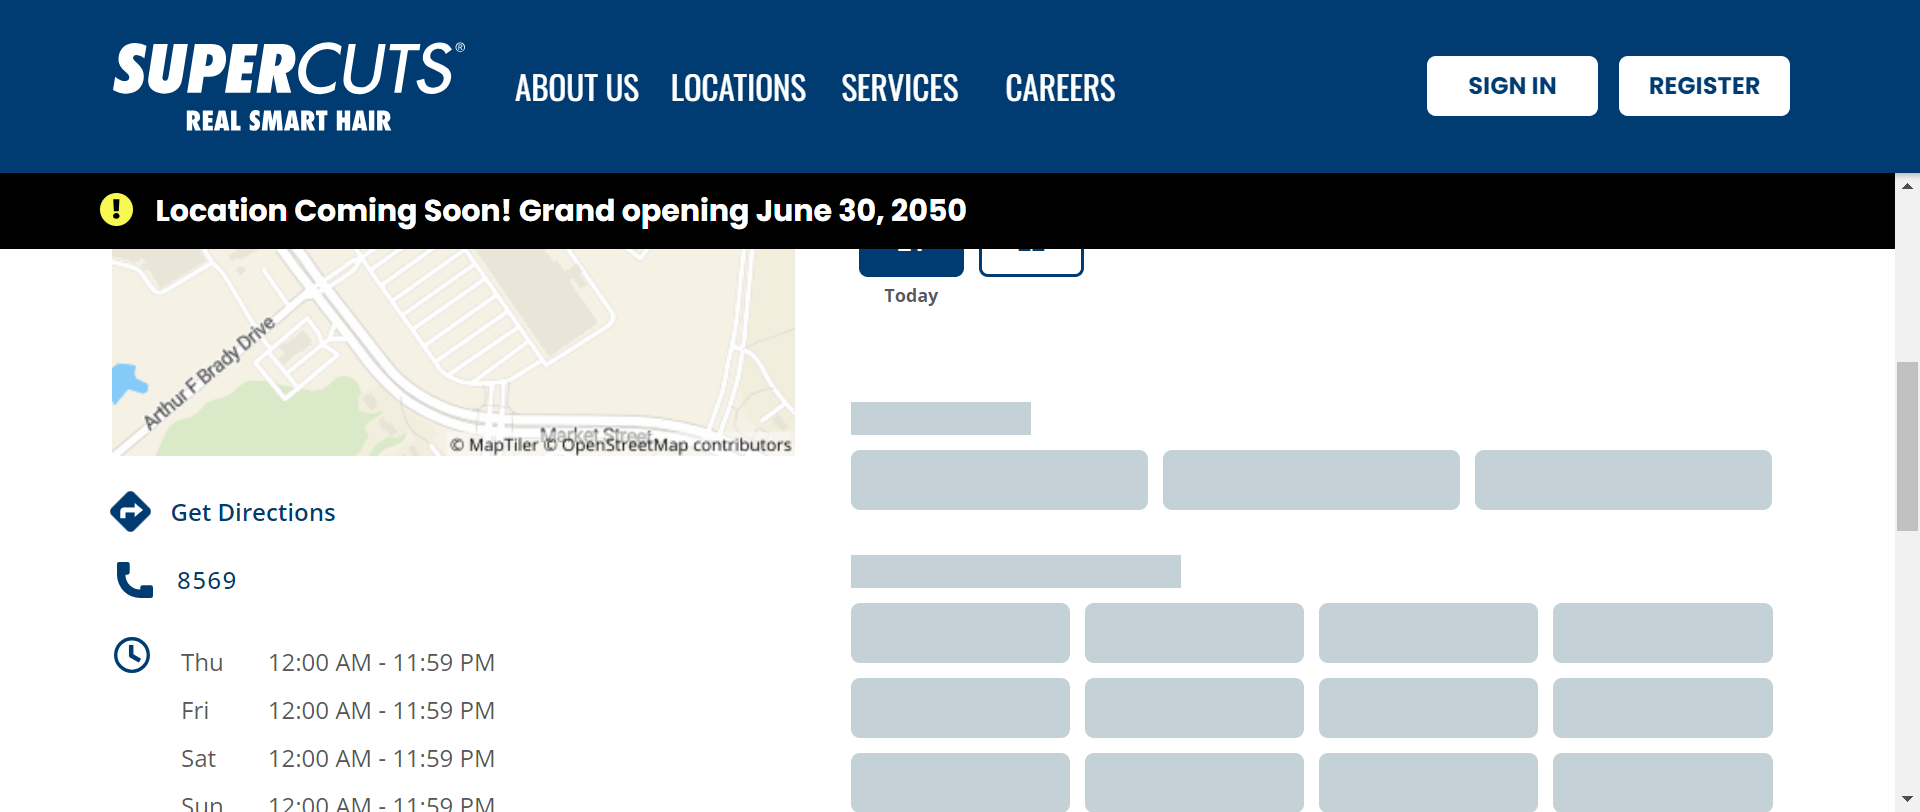 SUPERCUTS®
REAL SMART HAIR
ABOUT US
LOCATIONS
SERVICES
CAREERS
SIGN IN
REGISTER
Location Coming Soon! Grand opening June 30, 2050
Today
Arthur F Brady Drive
Market Street
© MapTiler © OpenStreetMap contributors
Get Directions
8569
Thu 12:00 AM - 11:59 PM
Fri 12:00 AM - 11:59 PM
Sat 12:00 AM - 11:59 PM
Sun 12:00 AM - 11:59 PM